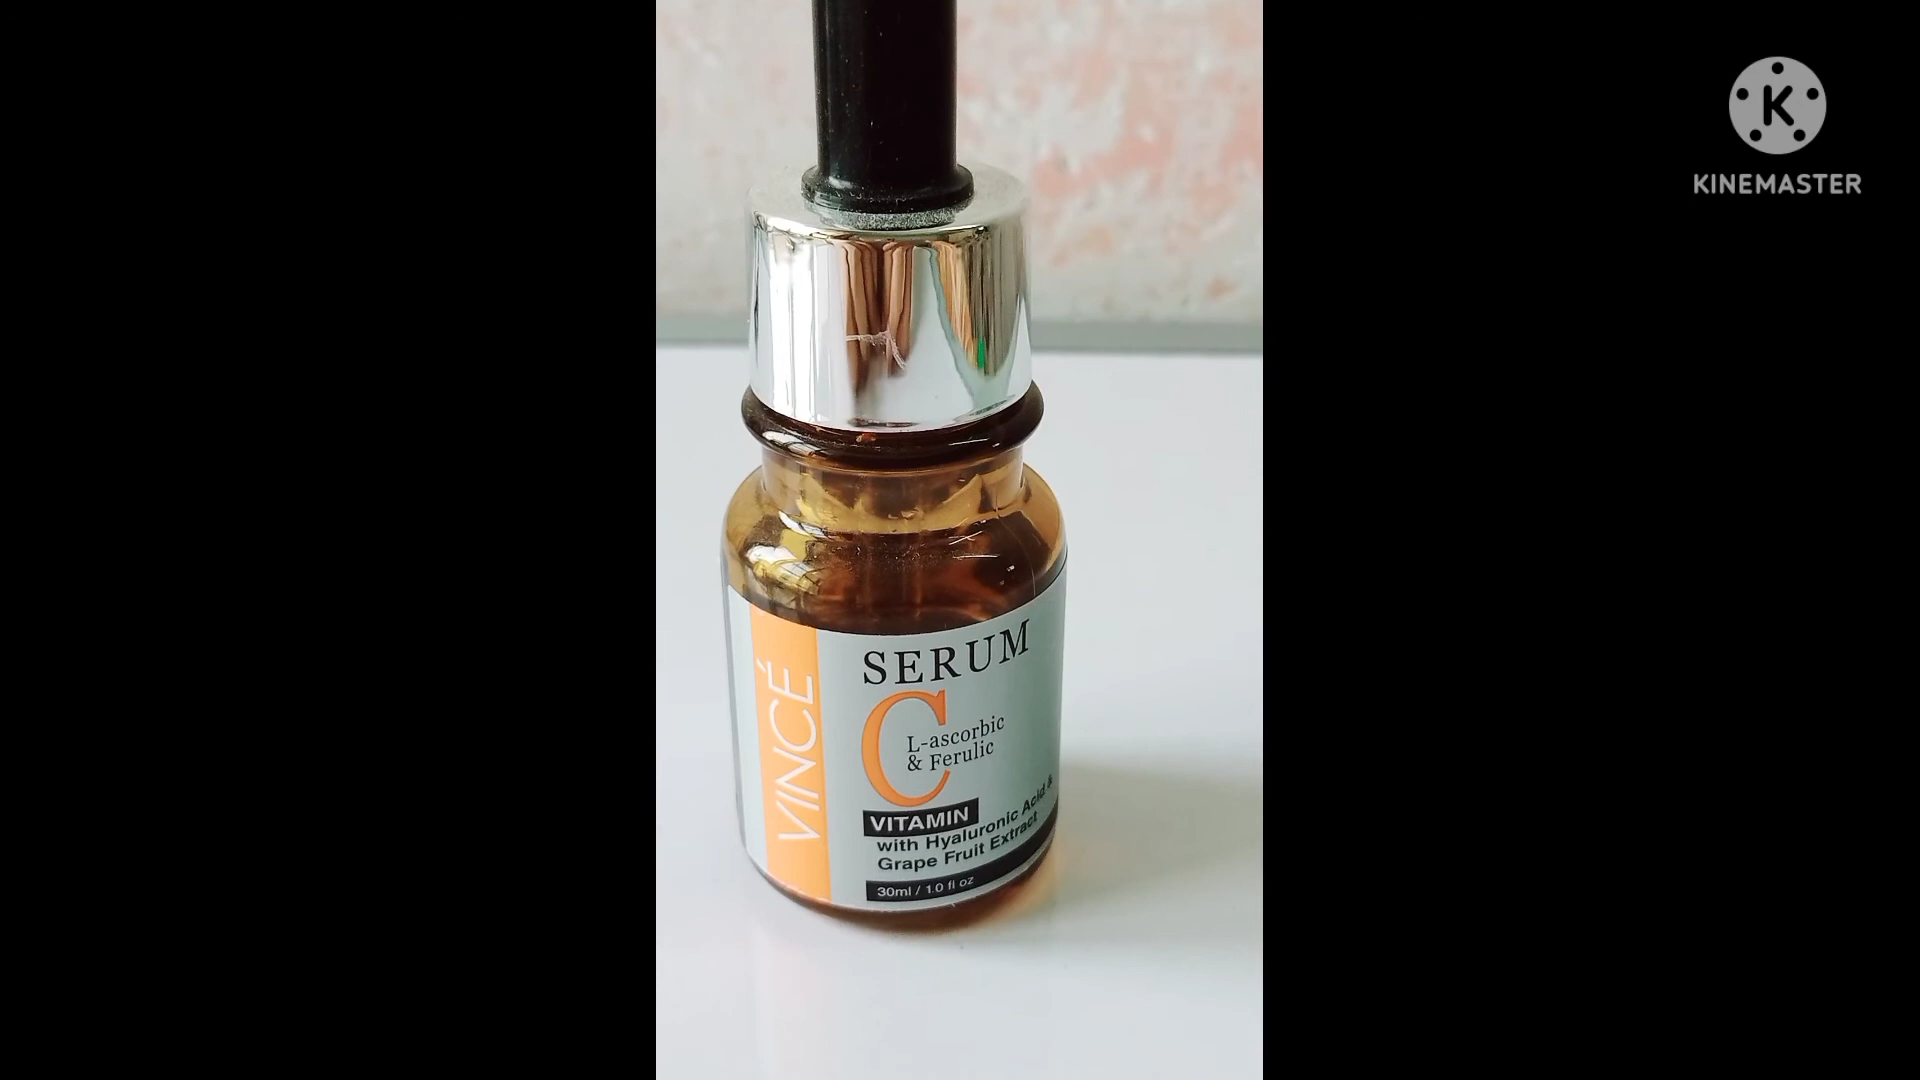 K
KINEMASTER
VINCÉ
SERUM
C
L-ascorbic
& Ferulic
VITAMIN
with Hyaluronic Acid &
Grape Fruit Extract
30ml / 1.0 fl oz